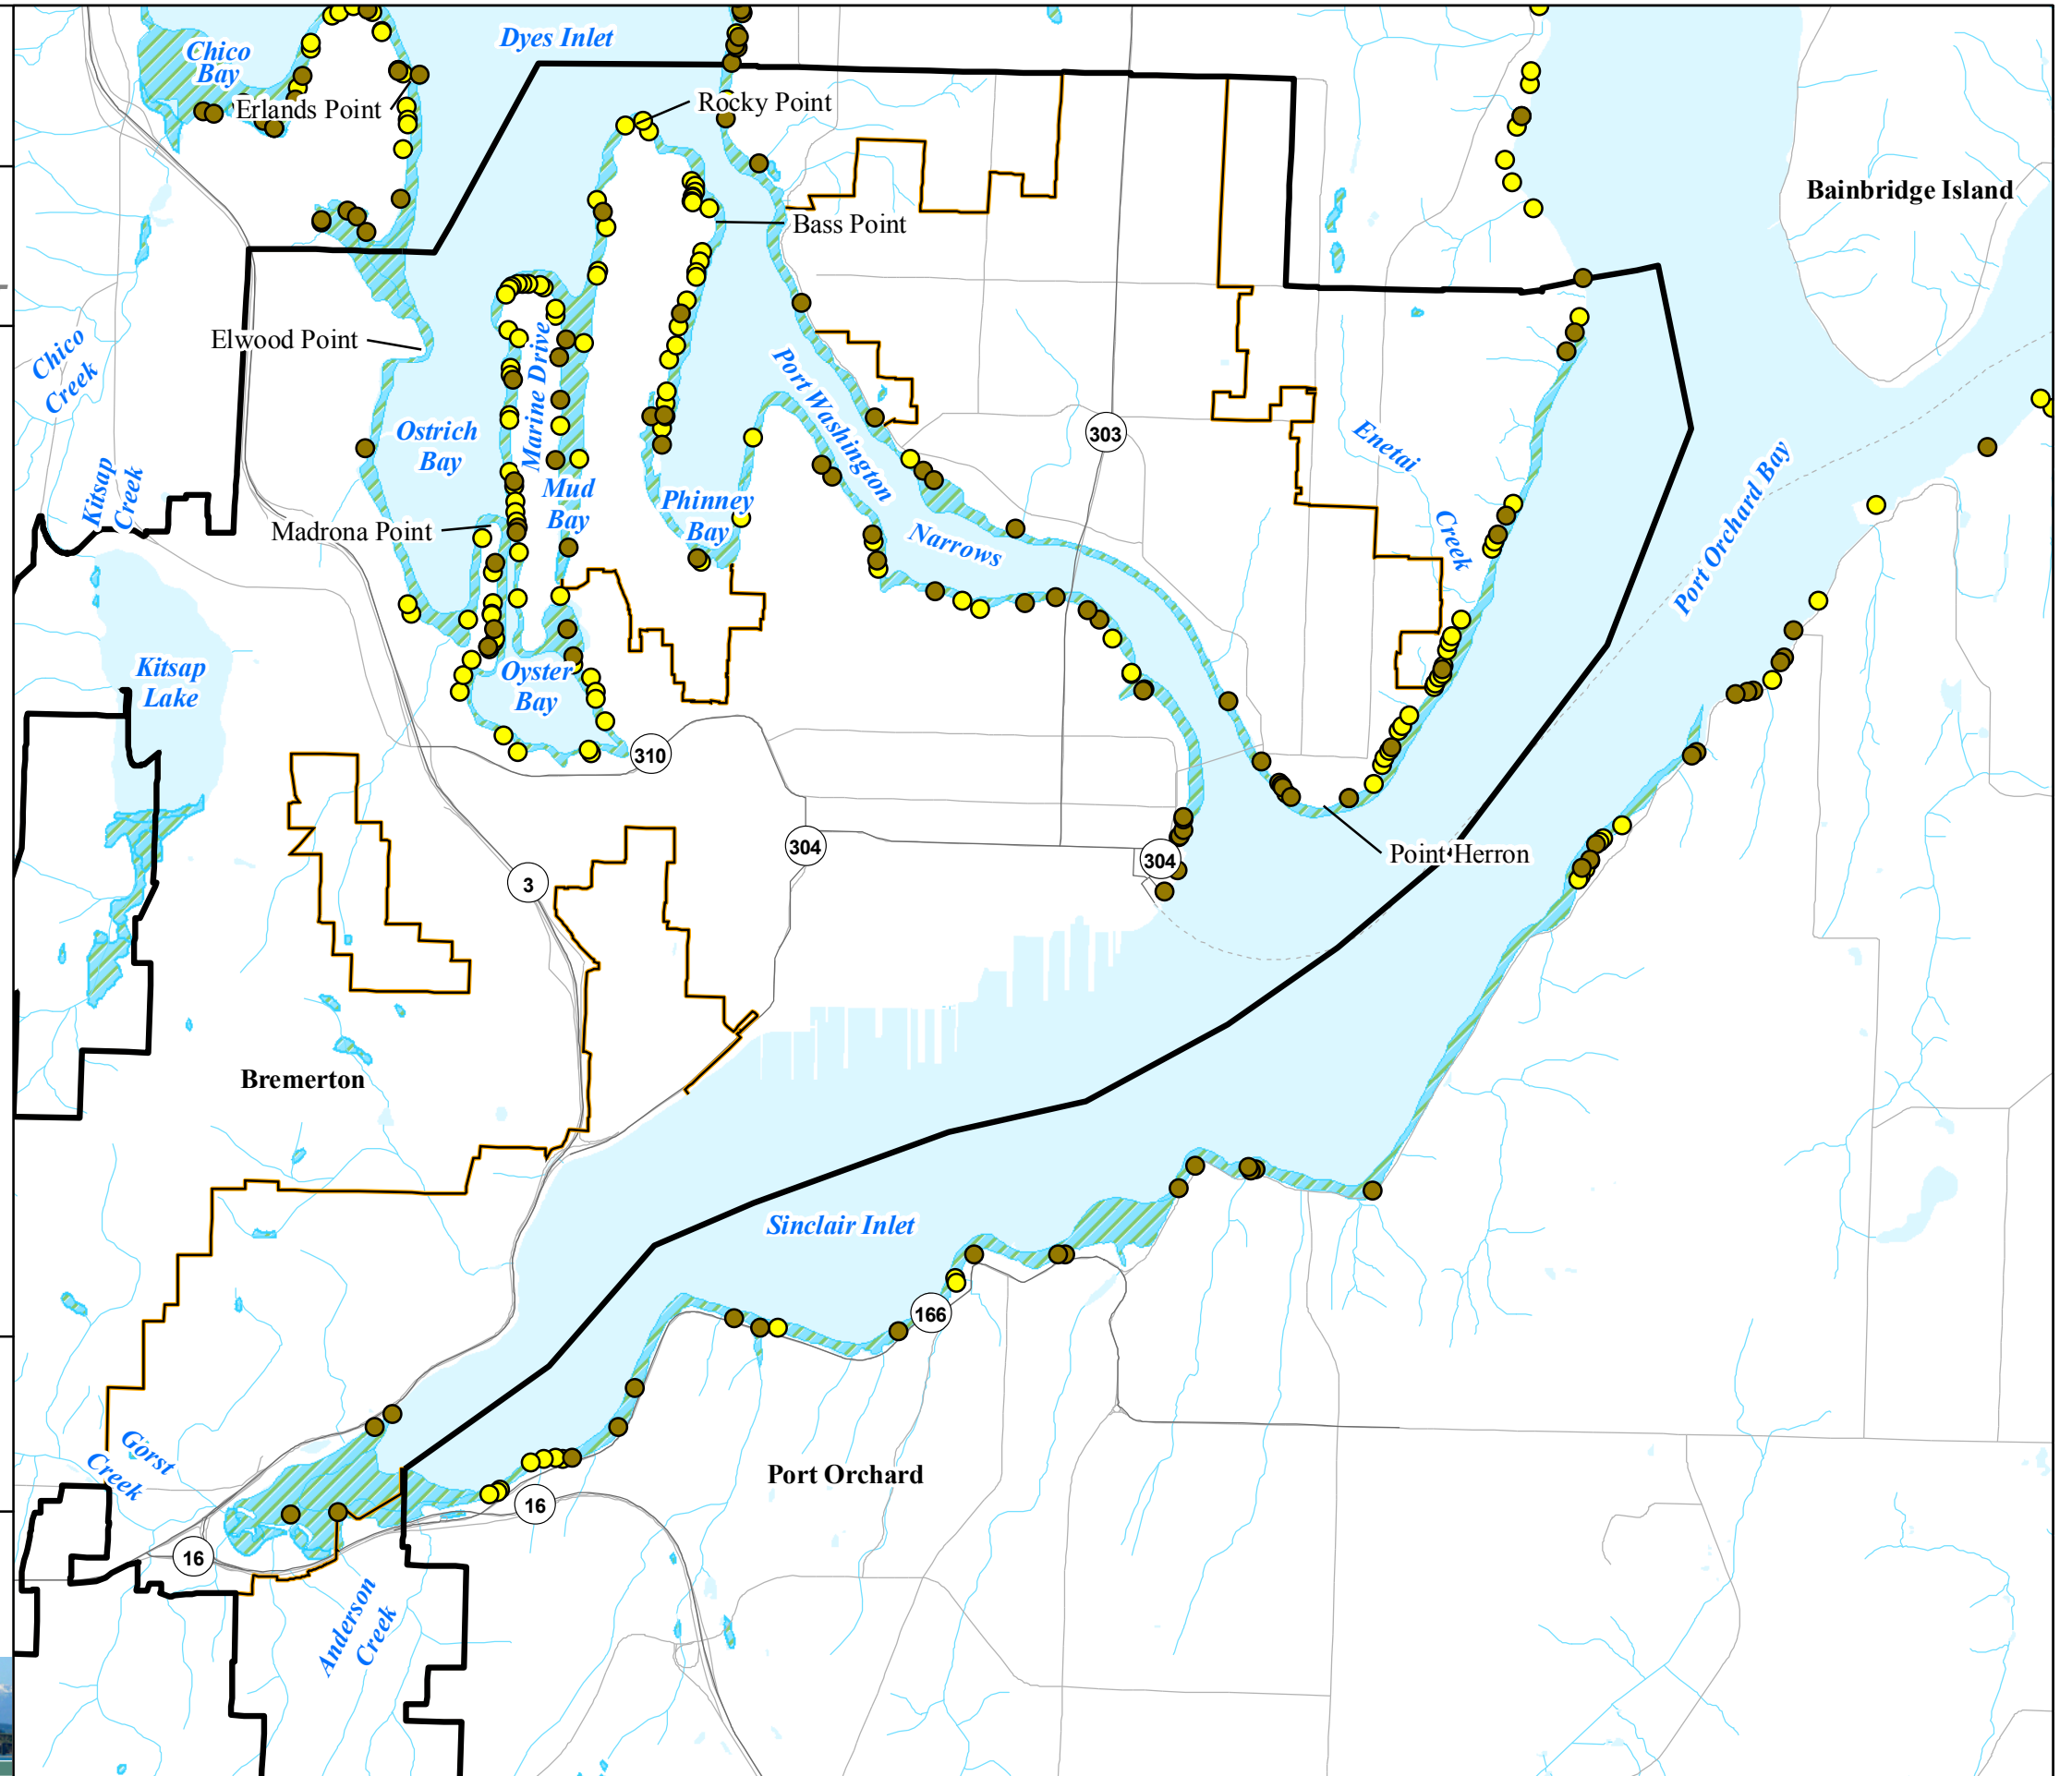 Dyes Inlet
Chico
Bay
Erlands Point
Rocky Point
Bainbridge Island
Bass Point
Elwood Point
Chico
Creek
Marine Drive
Port Washington
Ostrich
Bay
303
Enetai
Kitsap
Creek
Mud
Bay
Phinney
Bay
Madrona Point
Narrows
Creek
Port Orchard Bay
Kitsap
Lake
Oyster
Bay
310
304
304
Point Herron
3
Bremerton
Sinclair Inlet
166
Gorst
Creek
Port Orchard
16
16
Anderson
Creek